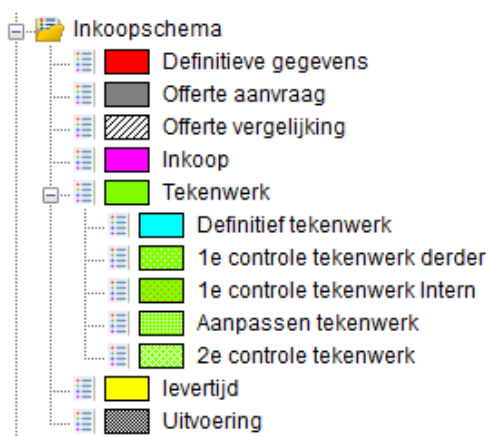 Inkoopschema
Definitieve gegevens
Offerte aanvraag
Offerte vergelijking
Inkoop
Tekenwerk
Definitief tekenwerk
1e controle tekenwerk derder
1e controle tekenwerk Intern
Aanpassen tekenwerk
2e controle tekenwerk
levertijd
Uitvoering